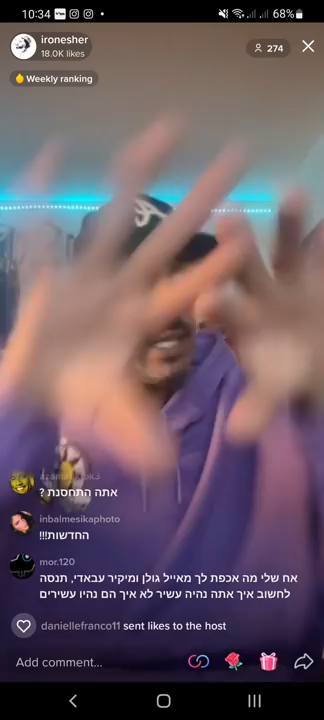 10:34
68%
ironesher
18.0K likes
274
Weekly ranking
אתה התחסנת ?
inbalmesikaphoto
החדשות!!!
mor.120
אח שלי מה אכפת לך מאייל גולן ומיקיר עבאדי, תנסה
לחשוב איך אתה נהיה עשיר לא איך הם נהיו עשירים
daniellefranco11 sent likes to the host
Add comment...